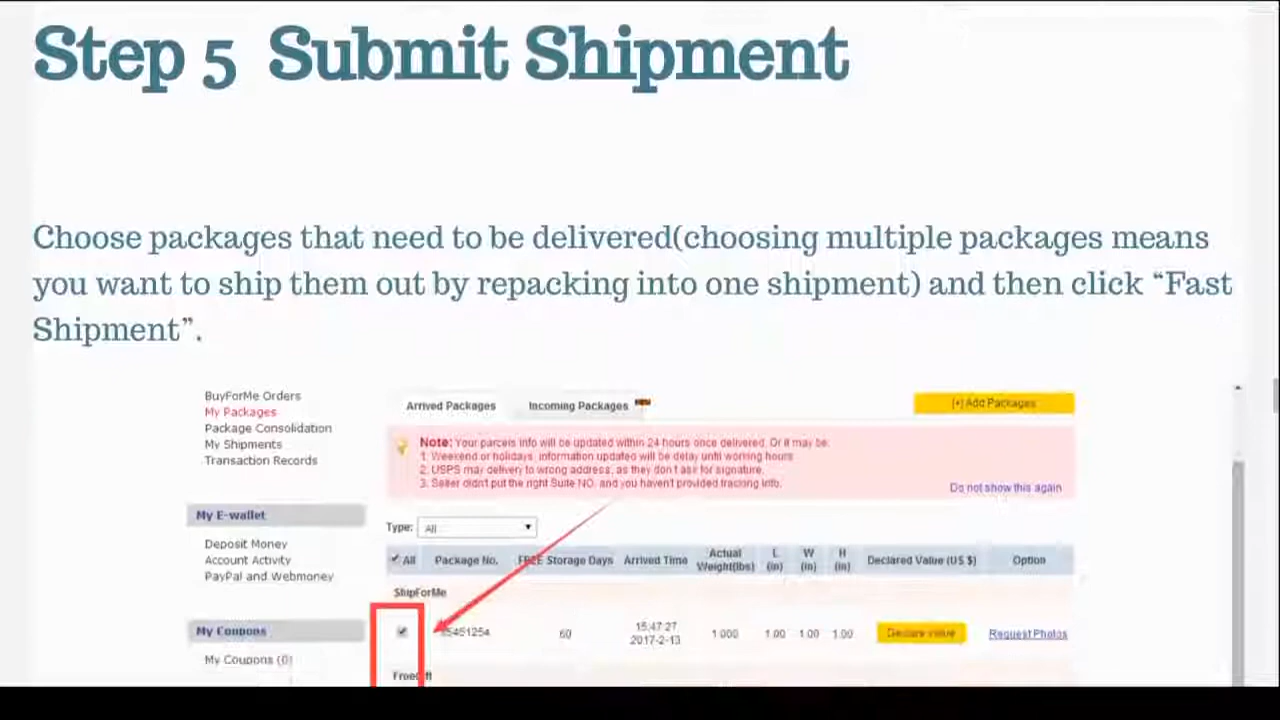 Step 5 Submit Shipment
Choose packages that need to be delivered(choosing multiple packages means
you want to ship them out by repacking into one shipment) and then click “Fast
Shipment”.
BuyForMe Orders
My Packages
Package Consolidation
My Shipments
Transaction Records
My E-wallet
Deposit Money
Account Activity
PayPal and Webmoney
My Coupons
My Coupons (0)
Arrived Packages Incoming Packages
[+] Add Packages
Note: Your parcels info will be updated within 24 hours once delivered. Or it may be:
1. Weekend or holidays, information updated will be delay until working hours
2. USPS may delivery to wrong address, as they don't ask for signature.
3. Seller didn't put the right Suite NO. and you haven't provided tracking info.
Do not show this again
Type: All
All Package No. FREE Storage Days Arrived Time Actual Weight(lbs) L (in) W (in) H (in) Declared Value (US $) Option
ShipForMe
5451254 60 15:47:27 2017-2-13 1.000 1.00 1.00 1.00 Declare value Request Photos